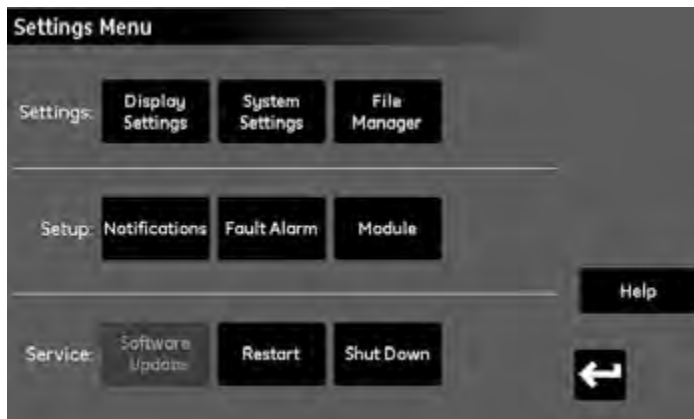 Settings Menu
Settings: Display Settings System Settings File Manager
Setup: Notifications Fault Alarm Module
Help
Service: Software Update Restart Shut Down